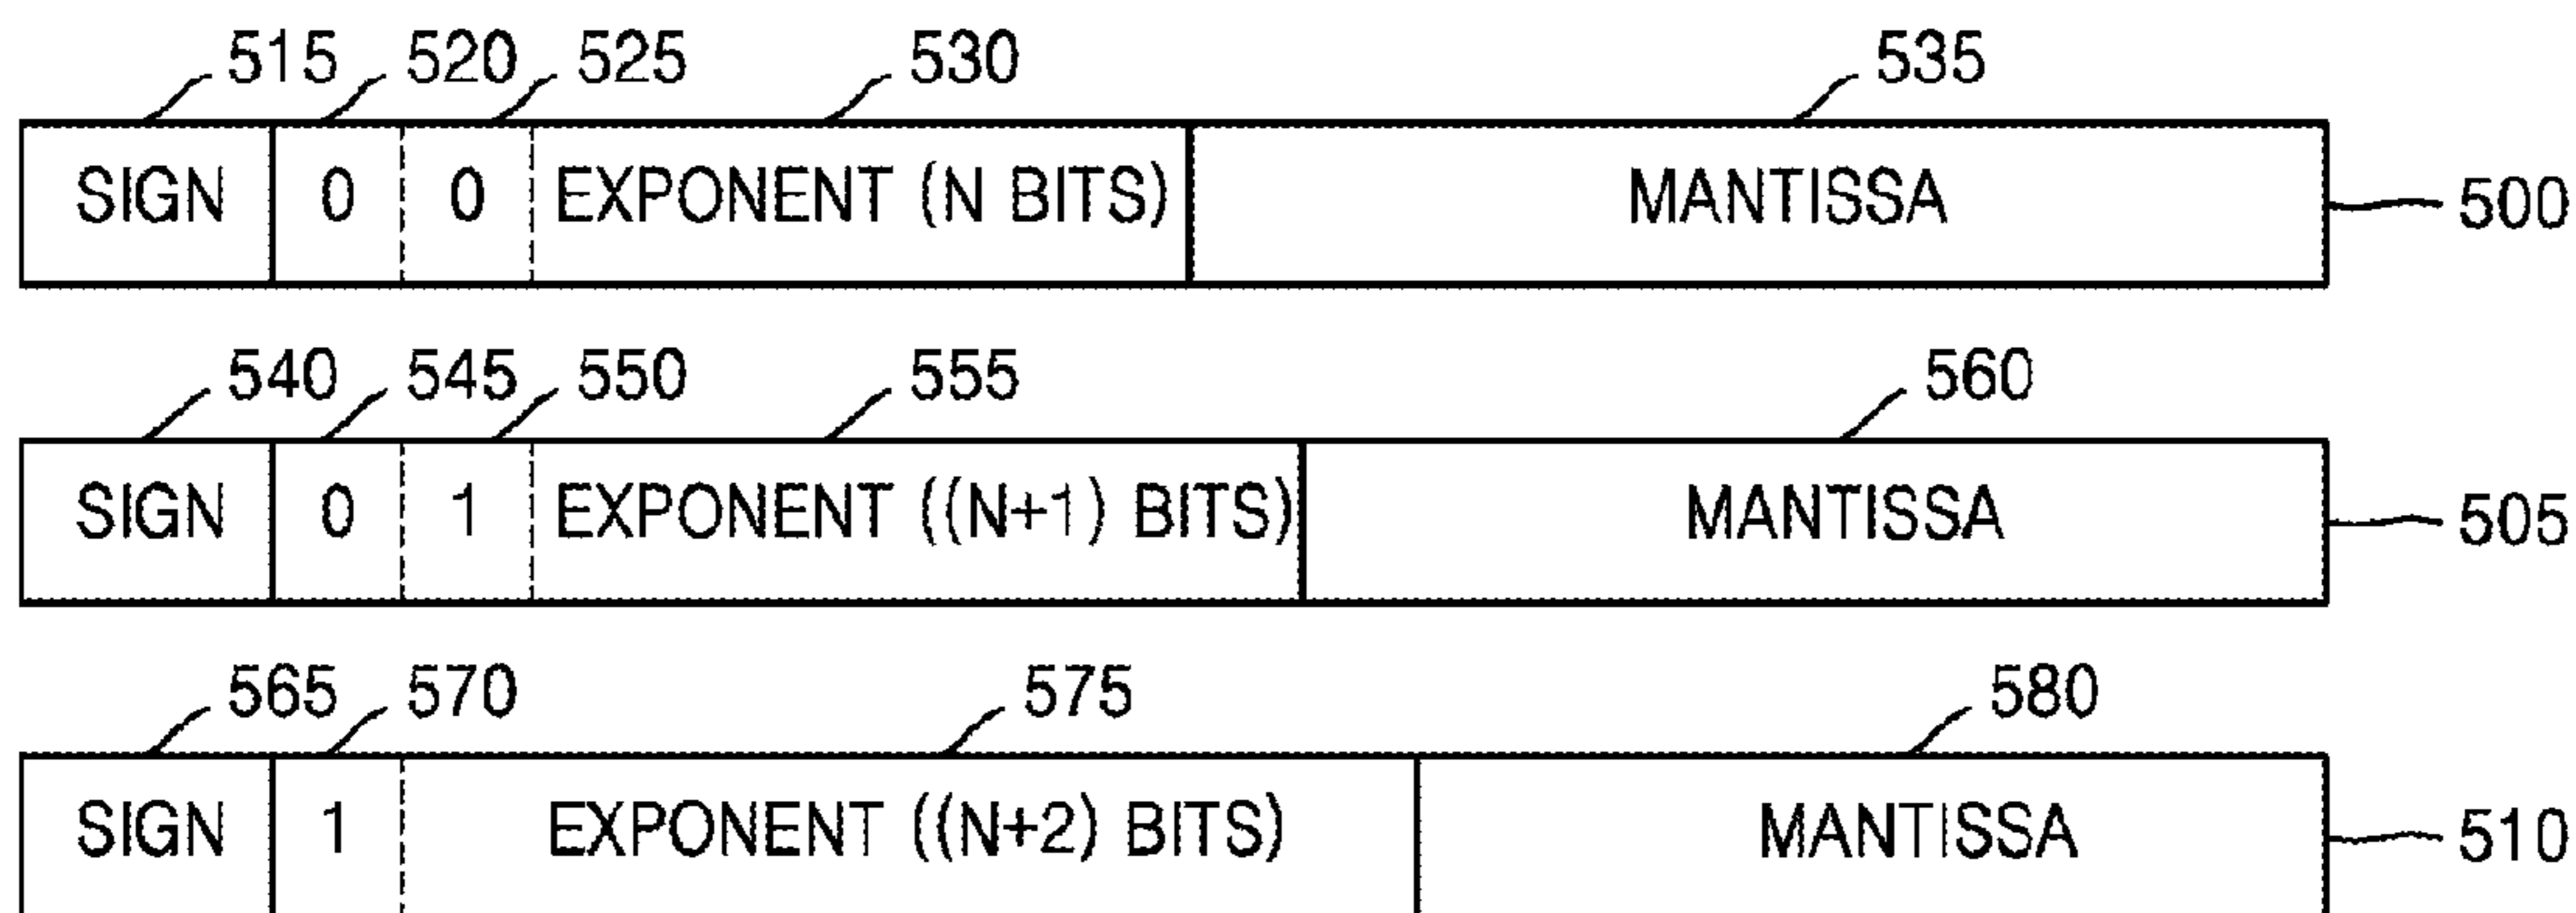 515 520 525 530 535
SIGN 0 0 EXPONENT (N BITS) MANTISSA 500
540 545 550 555 560
SIGN 0 1 EXPONENT ((N+1) BITS) MANTISSA 505
565 570 575 580
SIGN 1 EXPONENT ((N+2) BITS) MANTISSA 510